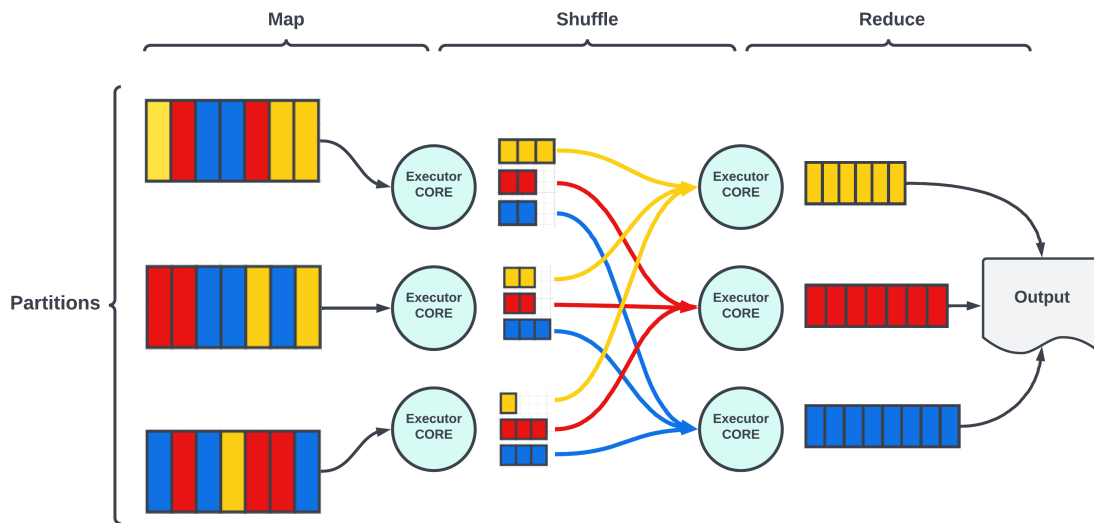 Map
Shuffle
Reduce
Partitions
Executor
CORE
Executor
CORE
Executor
CORE
Executor
CORE
Executor
CORE
Executor
CORE
Output